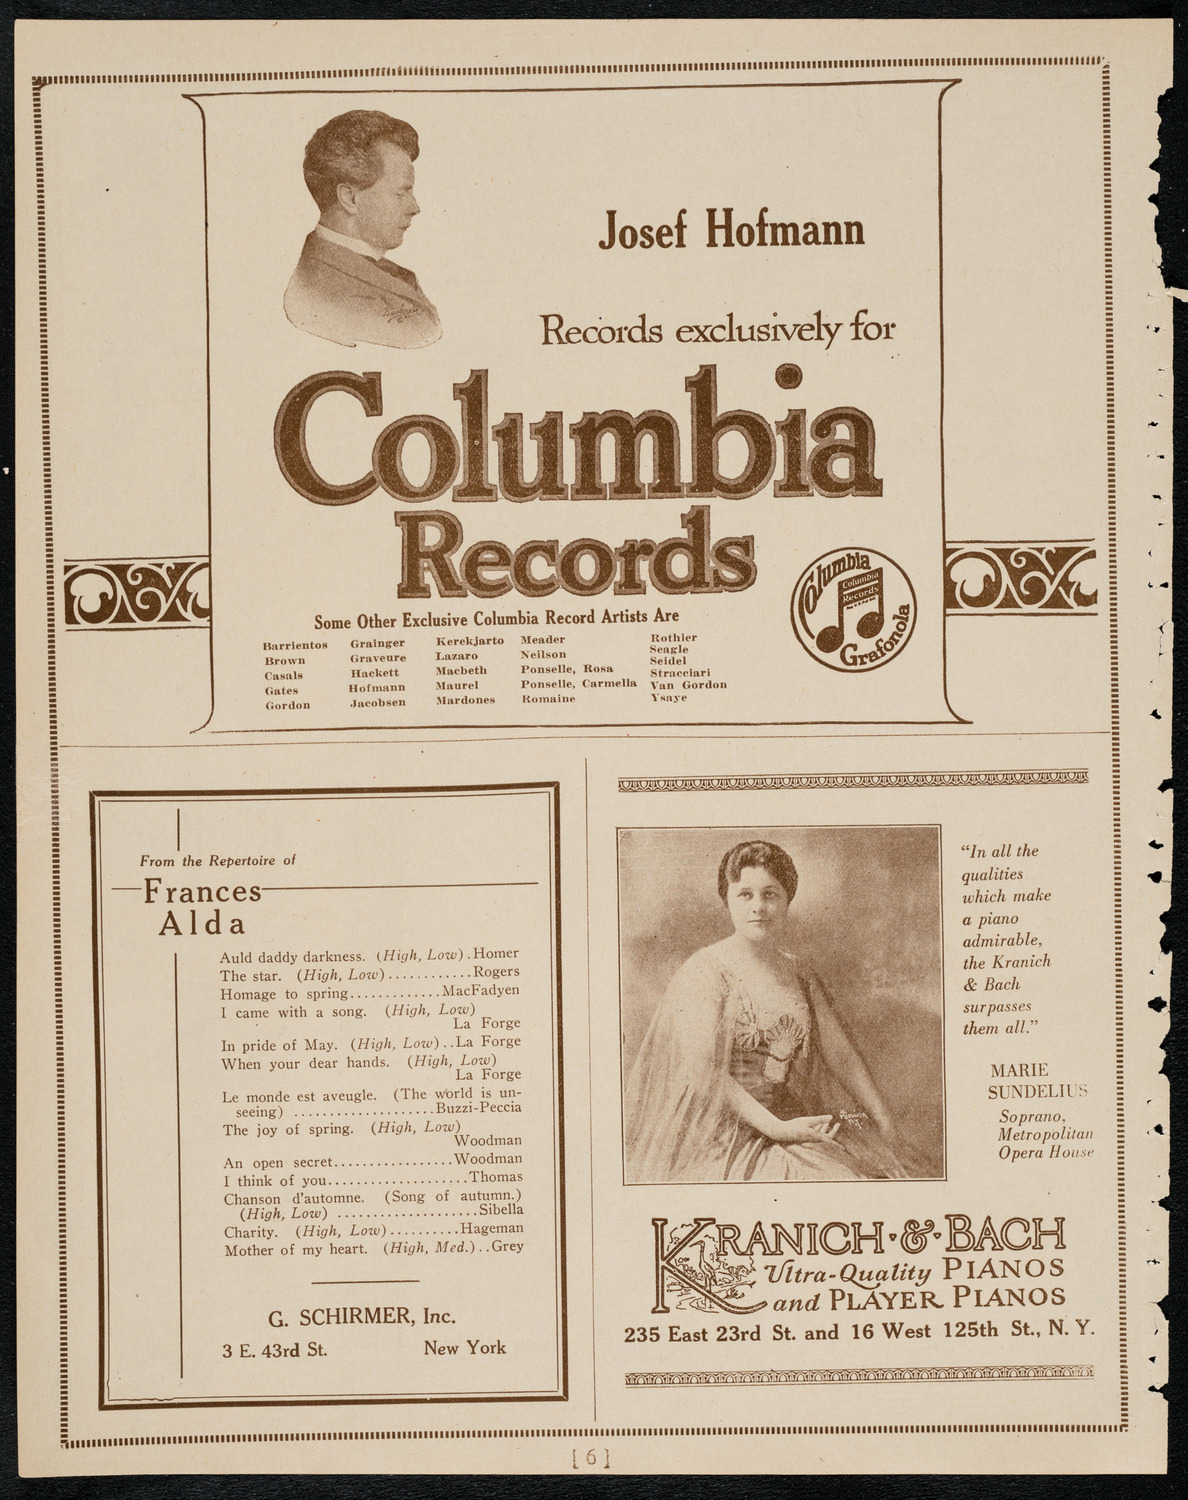 Josef Hofmann
Records exclusively for
Columbia
Records
Columbia
Columbia
Records
Grafonola
Some Other Exclusive Columbia Record Artists Are
Barrientos
Brown
Casals
Gates
Gordon
Grainger
Graveure
Hackett
Hofmann
Jacobsen
Kerekjarto
Lazaro
Macbeth
Maurel
Mardones
Meader
Neilson
Ponselle, Rosa
Ponselle, Carmella
Romaine
Rothier
Seagle
Seidel
Stracciari
Van Gordon
Ysaye
From the Repertoire of
Frances
Alda
Auld daddy darkness. (High, Low).Homer
The star. (High, Low)............Rogers
Homage to spring.............MacFadyen
I came with a song. (High, Low)
La Forge
In pride of May. (High, Low)..La Forge
When your dear hands. (High, Low)
La Forge
Le monde est aveugle. (The world is un-
seeing) ....................Buzzi-Peccia
The joy of spring. (High, Low)
Woodman
An open secret.................Woodman
I think of you....................Thomas
Chanson d'automne. (Song of autumn.)
(High, Low) ....................Sibella
Charity. (High, Low)..........Hageman
Mother of my heart. (High, Med.)..Grey
G. SCHIRMER, Inc.
3 E. 43rd St. New York
"In all the
qualities
which make
a piano
admirable,
the Kranich
& Bach
surpasses
them all."
MARIE
SUNDELIUS
Soprano,
Metropolitan
Opera House
KRANICH·&·BACH
Ultra-Quality PIANOS
and PLAYER PIANOS
235 East 23rd St. and 16 West 125th St., N. Y.
[6]